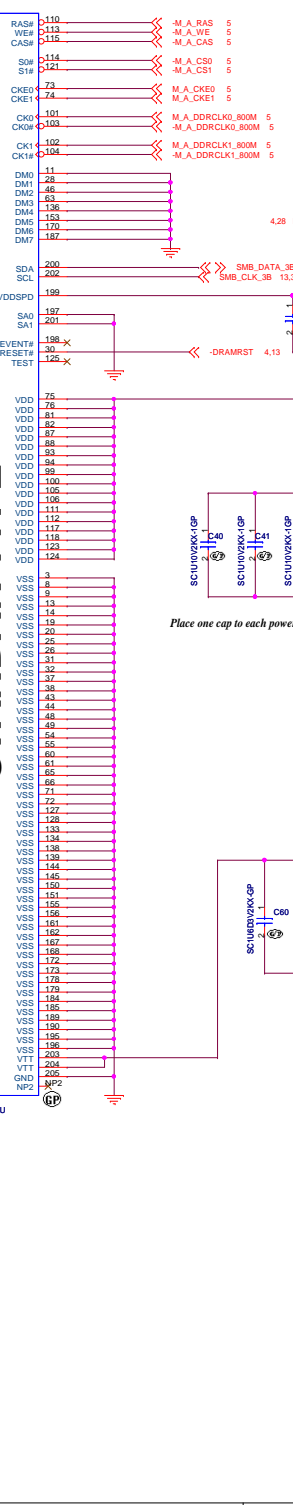 RAS# 110 -M_A_RAS 5
WE# 113 -M_A_WE 5
CAS# 115 -M_A_CAS 5
S0# 114 -M_A_CS0 5
S1# 121 -M_A_CS1 5
CKE0 73 M_A_CKE0 5
CKE1 74 M_A_CKE1 5
CK0 101 M_A_DDRCLK0_800M 5
CK0# 103 -M_A_DDRCLK0_800M 5
CK1 102 M_A_DDRCLK1_800M 5
CK1# 104 -M_A_DDRCLK1_800M 5
DM0 11
DM1 28
DM2 46
DM3 63
DM4 136
DM5 153 4,28
DM6 170
DM7 187
SDA 200 SMB_DATA_3B
SCL 202 SMB_CLK_3B 13,3
VDDSPD 199
SA0 197
SA1 201
EVENT# 198
RESET# 30 -DRAMRST 4,13
TEST 125
VDD 75
VDD 76
VDD 81
VDD 82
VDD 87
VDD 88
VDD 93
VDD 94
VDD 99
VDD 100
VDD 105
VDD 106
VDD 111
VDD 112
VDD 117
VDD 118
VDD 123
VDD 124
1 C40 2 SC1U10V2KX-1GP
1 C41 2 SC1U10V2KX-1GP
SC1U10V2KX-1GP
Place one cap to each power
VSS 3
VSS 8
VSS 9
VSS 13
VSS 14
VSS 19
VSS 20
VSS 25
VSS 26
VSS 31
VSS 32
VSS 37
VSS 38
VSS 43
VSS 44
VSS 48
VSS 49
VSS 54
VSS 55
VSS 60
VSS 61
VSS 65
VSS 66
VSS 71
VSS 72
VSS 127
VSS 128
VSS 133
VSS 134
VSS 138
VSS 139
VSS 144
VSS 145
VSS 150
VSS 151
VSS 155
VSS 156
VSS 161
VSS 162
VSS 167
VSS 168
VSS 172
VSS 173
VSS 178
VSS 179
VSS 184
VSS 185
VSS 189
VSS 190
VSS 195
VSS 196
VTT 203
VTT 204
GND 205
NP2 NP2
GP
1 C60 2 SC1U6D3V2KX-GP
U